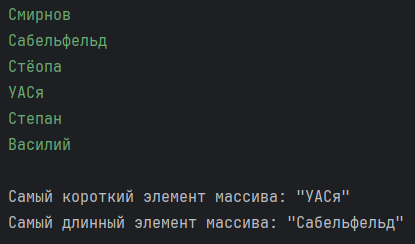 Смирнов
Сабельфельд
Стёопа
УАСя
Степан
Василий
Самый короткий элемент массива: "УАСя"
Самый длинный элемент массива: "Сабельфельд"